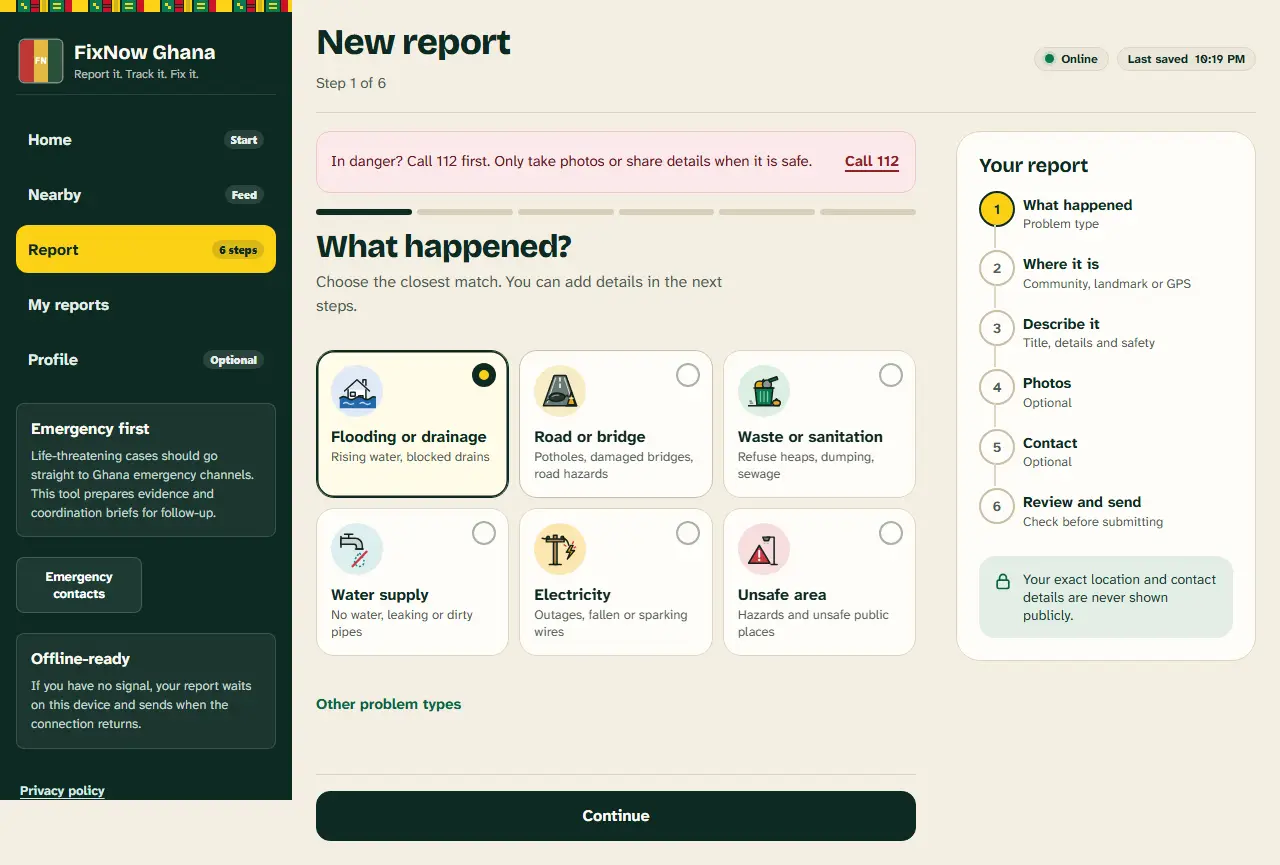 FN
FixNow Ghana
Report it. Track it. Fix it.
Home
Start
Nearby
Feed
Report
6 steps
My reports
Profile
Optional
Emergency first
Life-threatening cases should go
straight to Ghana emergency channels.
This tool prepares evidence and
coordination briefs for follow-up.
Emergency
contacts
Offline-ready
If you have no signal, your report waits
on this device and sends when the
connection returns.
Privacy policy
New report
Step 1 of 6
Online
Last saved 10:19 PM
In danger? Call 112 first. Only take photos or share details when it is safe.
Call 112
What happened?
Choose the closest match. You can add details in the next
steps.
Flooding or drainage
Rising water, blocked drains
Road or bridge
Potholes, damaged bridges,
road hazards
Waste or sanitation
Refuse heaps, dumping,
sewage
Water supply
No water, leaking or dirty
pipes
Electricity
Outages, fallen or sparking
wires
Unsafe area
Hazards and unsafe public
places
Other problem types
Continue
Your report
1
What happened
Problem type
2
Where it is
Community, landmark or GPS
3
Describe it
Title, details and safety
4
Photos
Optional
5
Contact
Optional
6
Review and send
Check before submitting
Your exact location and contact
details are never shown
publicly.